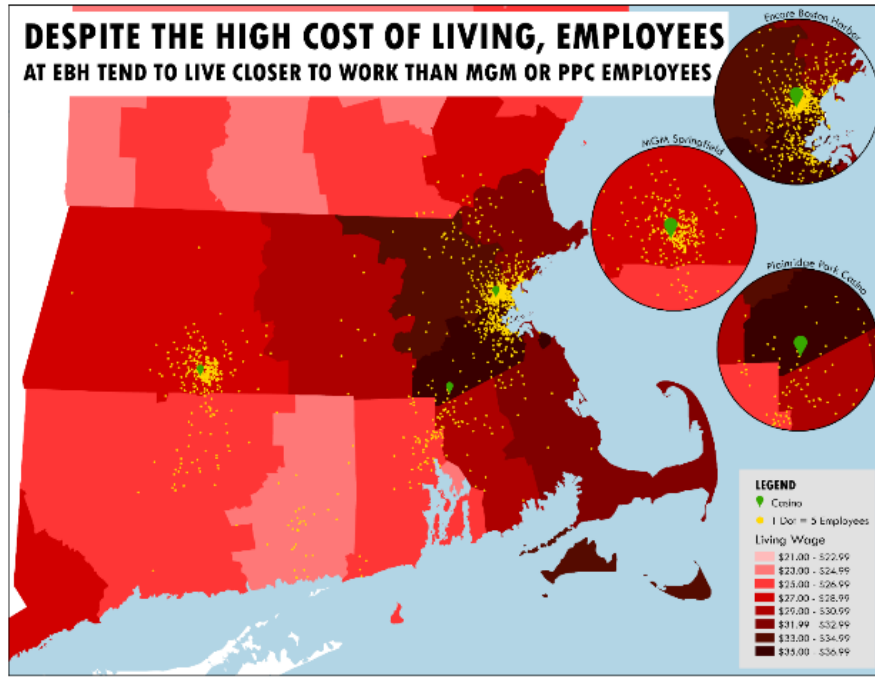 DESPITE THE HIGH COST OF LIVING, EMPLOYEES
AT EBH TEND TO LIVE CLOSER TO WORK THAN MGM OR PPC EMPLOYEES
Encore Boston Harbor
MGM Springfield
Plainridge Park Casino
LEGEND
Casino
1 Dot = 5 Employees
Living Wage
$21.00 - $22.99
$23.00 - $24.99
$25.00 - $26.99
$27.00 - $28.99
$29.00 - $30.99
$31.99 - $32.99
$33.00 - $34.99
$35.00 - $36.99